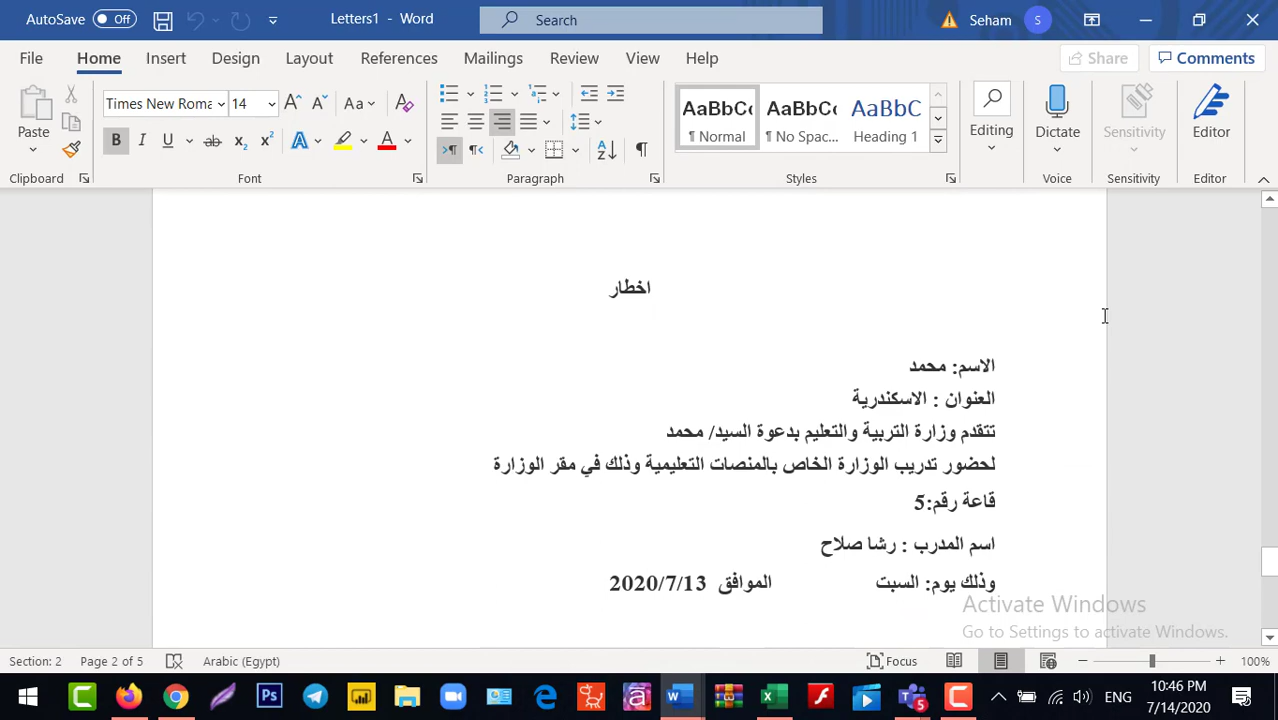 AutoSave Off Letters1 - Word Search Seham S
File Home Insert Design Layout References Mailings Review View Help Share Comments
Paste Times New Roma 14 Aa A B I U ab x₂ x² A A
AaBbCc AaBbCc AaBbC
¶ Normal ¶ No Spac... Heading 1
Editing Dictate Sensitivity Editor
Clipboard Font Paragraph Styles Voice Sensitivity Editor
اخطار
الاسم: محمد
العنوان : الاسكندرية
تتقدم وزارة التربية والتعليم بدعوة السيد/ محمد
لحضور تدريب الوزارة الخاص بالمنصات التعليمية وذلك في مقر الوزارة
قاعة رقم:5
اسم المدرب : رشا صلاح
وذلك يوم: السبت الموافق 2020/7/13
Activate Windows
Go to Settings to activate Windows.
Section: 2 Page 2 of 5 Arabic (Egypt) Focus 100%
ENG 10:46 PM
7/14/2020